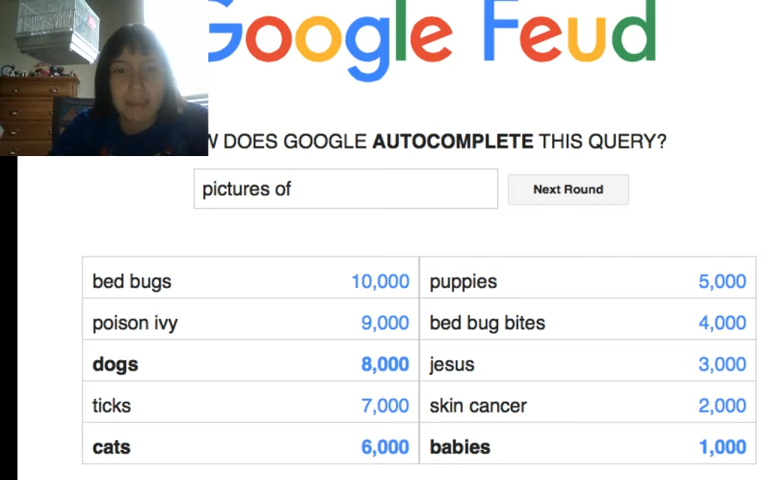 Google Feud
W DOES GOOGLE AUTOCOMPLETE THIS QUERY?
pictures of
Next Round
bed bugs 10,000 puppies 5,000
poison ivy 9,000 bed bug bites 4,000
dogs 8,000 jesus 3,000
ticks 7,000 skin cancer 2,000
cats 6,000 babies 1,000